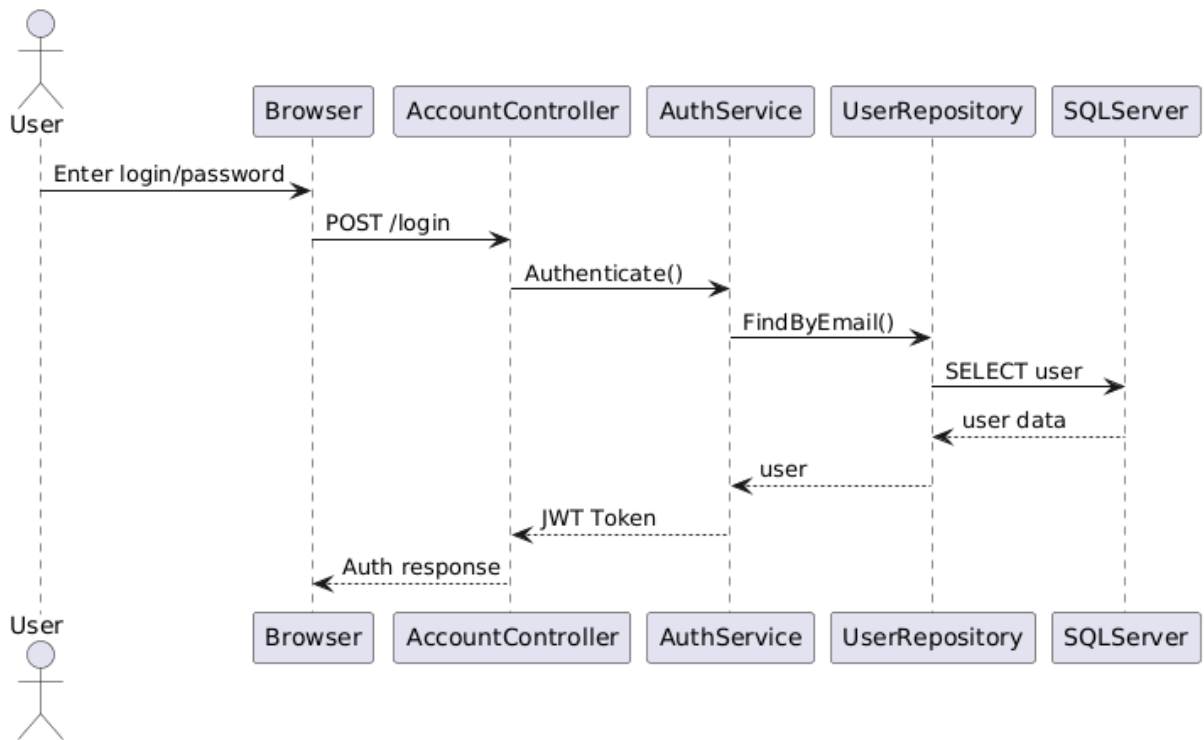 User
Browser
AccountController
AuthService
UserRepository
SQLServer
Enter login/password
POST /login
Authenticate()
FindByEmail()
SELECT user
user data
user
JWT Token
Auth response
User
Browser
AccountController
AuthService
UserRepository
SQLServer